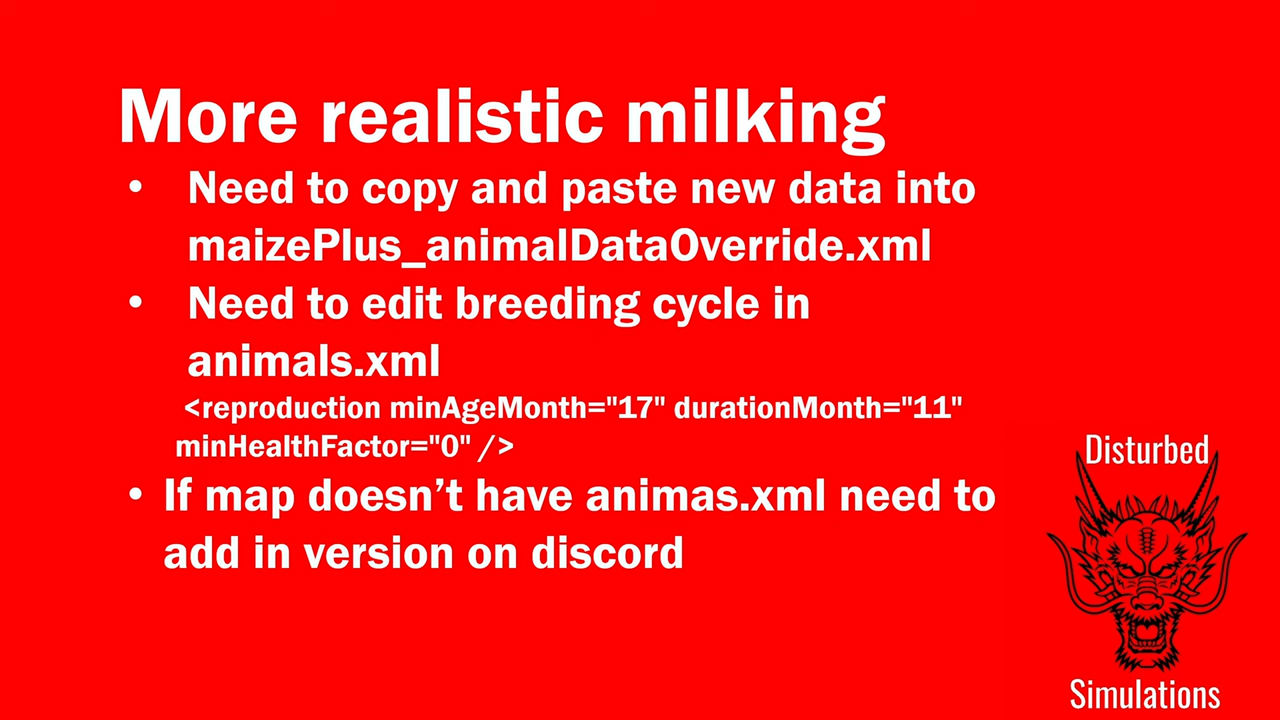 More realistic milking
• Need to copy and paste new data into
maizePlus_animalDataOverride.xml
• Need to edit breeding cycle in
animals.xml
<reproduction minAgeMonth="17" durationMonth="11"
minHealthFactor="0" />
• If map doesn’t have animas.xml need to
add in version on discord
Disturbed
Simulations